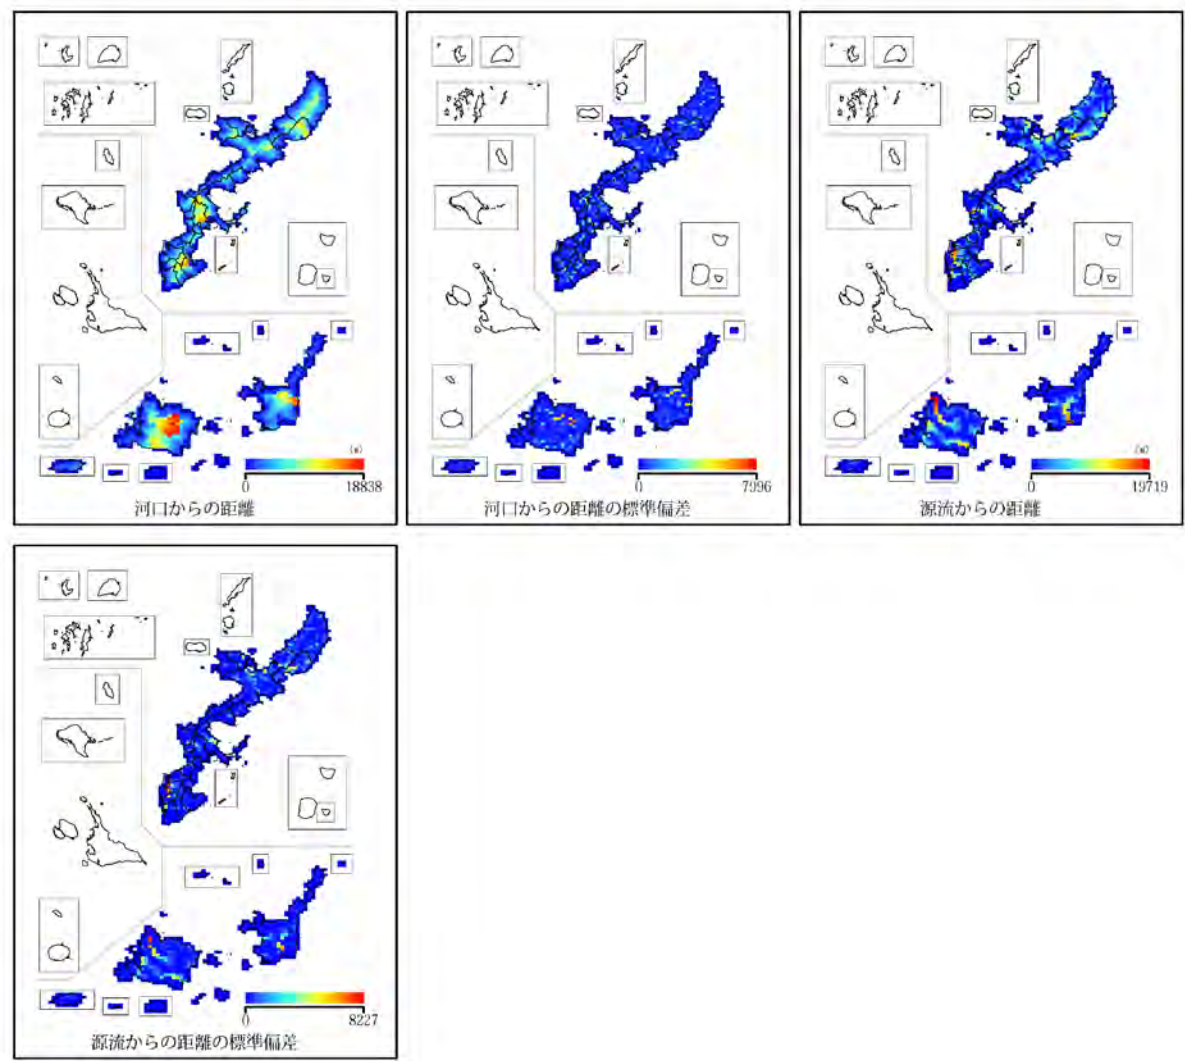 (m)
0 18838
河口からの距離
0 7996
河口からの距離の標準偏差
(m)
0 19719
源流からの距離
0 8227
源流からの距離の標準偏差